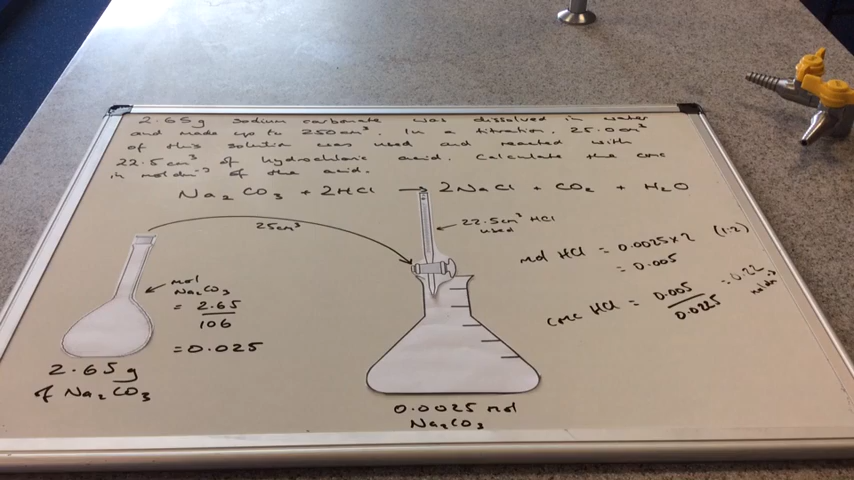 2.65g sodium carbonate was dissolved in water
and made up to 250cm³. In a titration, 25.0cm³
of this solution was used and reacted with
22.5cm³ of hydrochloric acid. Calculate the conc
in moldm⁻³ of the acid.
Na₂CO₃ + 2HCl → 2NaCl + CO₂ + H₂O
25cm³
22.5cm³ HCl
used
mol
Na₂CO₃
= 2.65
106
= 0.025
2.65g
of Na₂CO₃
0.0025 mol
Na₂CO₃
mol HCl = 0.0025x2 (1:2)
= 0.005
conc HCl = 0.005 = 0.22
0.0225 moldm⁻³